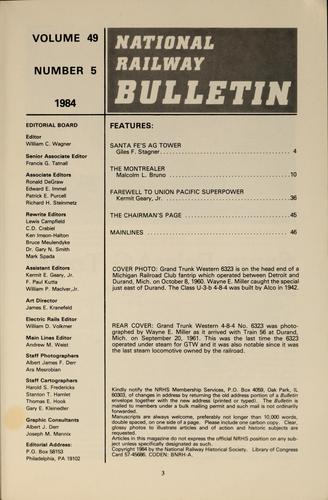 VOLUME 49
NUMBER 5
1984
NATIONAL
RAILWAY
BULLETIN
EDITORIAL BOARD
Editor
William C. Wagner
Senior Associate Editor
Francis G. Tatnall
Associate Editors
Ronald DeGraw
Edward E. Immel
Patrick E. Purcell
Richard H. Steinmetz
Rewrite Editors
Lewis Campfield
C.D. Crabiel
Ken Imson-Halton
Bruce Meulendyke
Dr. Gary N. Smith
Mark Spada
Assistant Editors
Kermit E. Geary, Jr.
F. Paul Kutta
William P. MacIver, Jr.
Art Director
James E. Kranefeld
Electric Rails Editor
William D. Volkmer
Main Lines Editor
Andrew M. West
Staff Photographers
Albert James F. Derr
Ara Mesrobian
Staff Cartographers
Harold S. Fredericks
Stanton T. Hamlet
Thomas E. Hook
Gary E. Kleinedler
Graphic Consultants
Albert J. Derr
Joseph M. Mannix
Editorial Address:
P.O. Box 58153
Philadelphia, PA 19102
FEATURES:
SANTA FE'S AG TOWER
Giles F. Stagner ........ 4
THE MONTREALER
Malcolm L. Bruno ........ 10
FAREWELL TO UNION PACIFIC SUPERPOWER
Kermit Geary, Jr. ........ 36
THE CHAIRMAN'S PAGE ........ 45
MAINLINES ........ 46
COVER PHOTO: Grand Trunk Western 6323 is on the head end of a
Michigan Railroad Club fantrip which operated between Detroit and
Durand, Mich. on October 8, 1960. Wayne E. Miller caught the special
just east of Durand. The Class U-3-b 4-8-4 was built by Alco in 1942.
REAR COVER: Grand Trunk Western 4-8-4 No. 6323 was photo-
graphed by Wayne E. Miller as it arrived with Train 56 at Durand,
Mich. on September 20, 1961. This was the last time the 6323
operated under steam for GTW and it was also notable since it was
the last steam locomotive owned by the railroad.
Kindly notify the NRHS Membership Services, P.O. Box 4059, Oak Park, IL
60303, of changes in address by returning the old address portion of a Bulletin
envelope together with the new address (printed or typed). The Bulletin is
mailed to members under a bulk mailing permit and such mail is not ordinarily
forwarded.
Manuscripts are always welcome, preferably not longer than 10,000 words,
double spaced, on one side of a page. Please include one carbon copy. Clear,
glossy photos to illustrate articles and of action and historic subjects are
requested.
Articles in this magazine do not express the official NRHS position on any sub-
ject unless specifically designated as such.
Copyright 1984 by the National Railway Historical Society. Library of Congress
Card 57-45666. CODEN: BNRH-A.
3